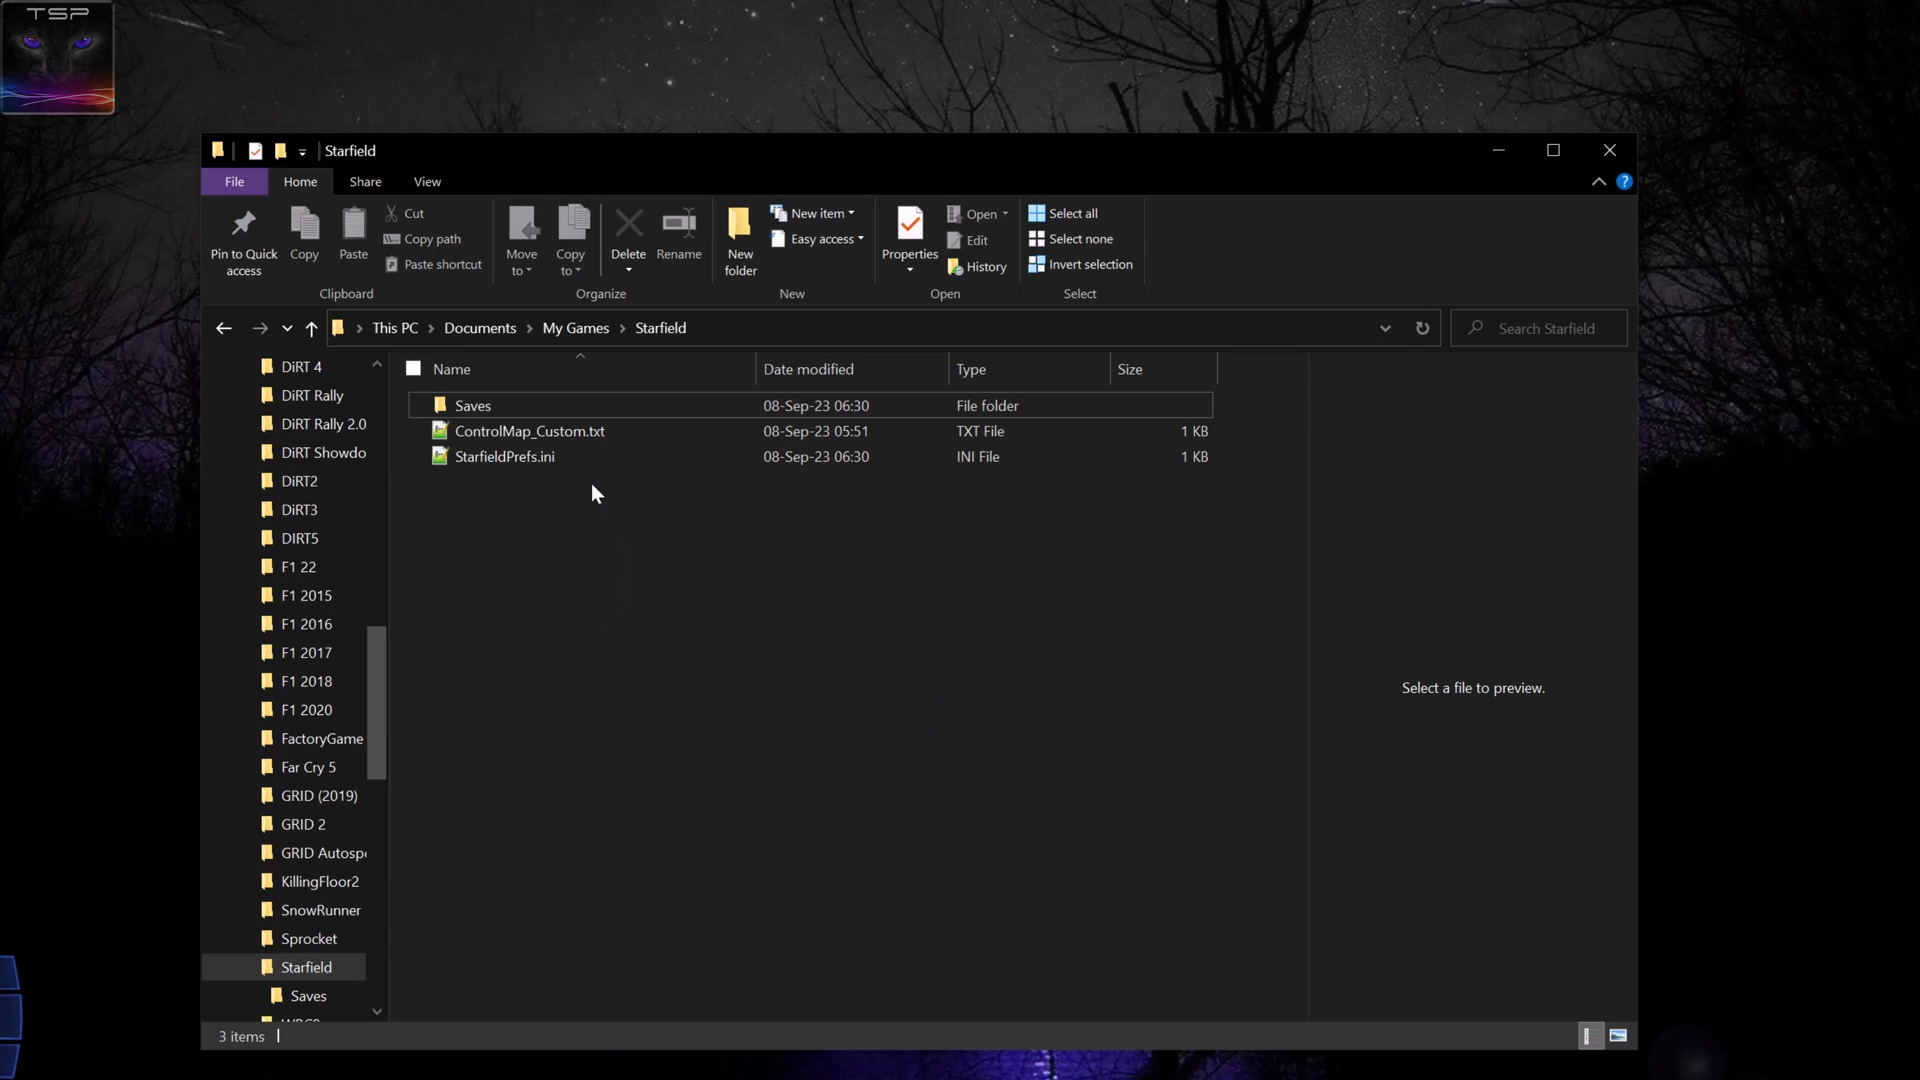 TSP
Starfield
File Home Share View
Pin to Quick access
Copy
Paste
Cut
Copy path
Paste shortcut
Clipboard
Move to
Copy to
Delete
Rename
Organize
New folder
New item
Easy access
New
Properties
Open
Edit
History
Open
Select all
Select none
Invert selection
Select
This PC Documents My Games Starfield
Search Starfield
Name Date modified Type Size
Saves 08-Sep-23 06:30 File folder
ControlMap_Custom.txt 08-Sep-23 05:51 TXT File 1 KB
StarfieldPrefs.ini 08-Sep-23 06:30 INI File 1 KB
DiRT 4
DiRT Rally
DiRT Rally 2.0
DiRT Showdo
DiRT2
DiRT3
DIRT5
F1 22
F1 2015
F1 2016
F1 2017
F1 2018
F1 2020
FactoryGame
Far Cry 5
GRID (2019)
GRID 2
GRID Autosp
KillingFloor2
SnowRunner
Sprocket
Starfield
Saves
Select a file to preview.
3 items